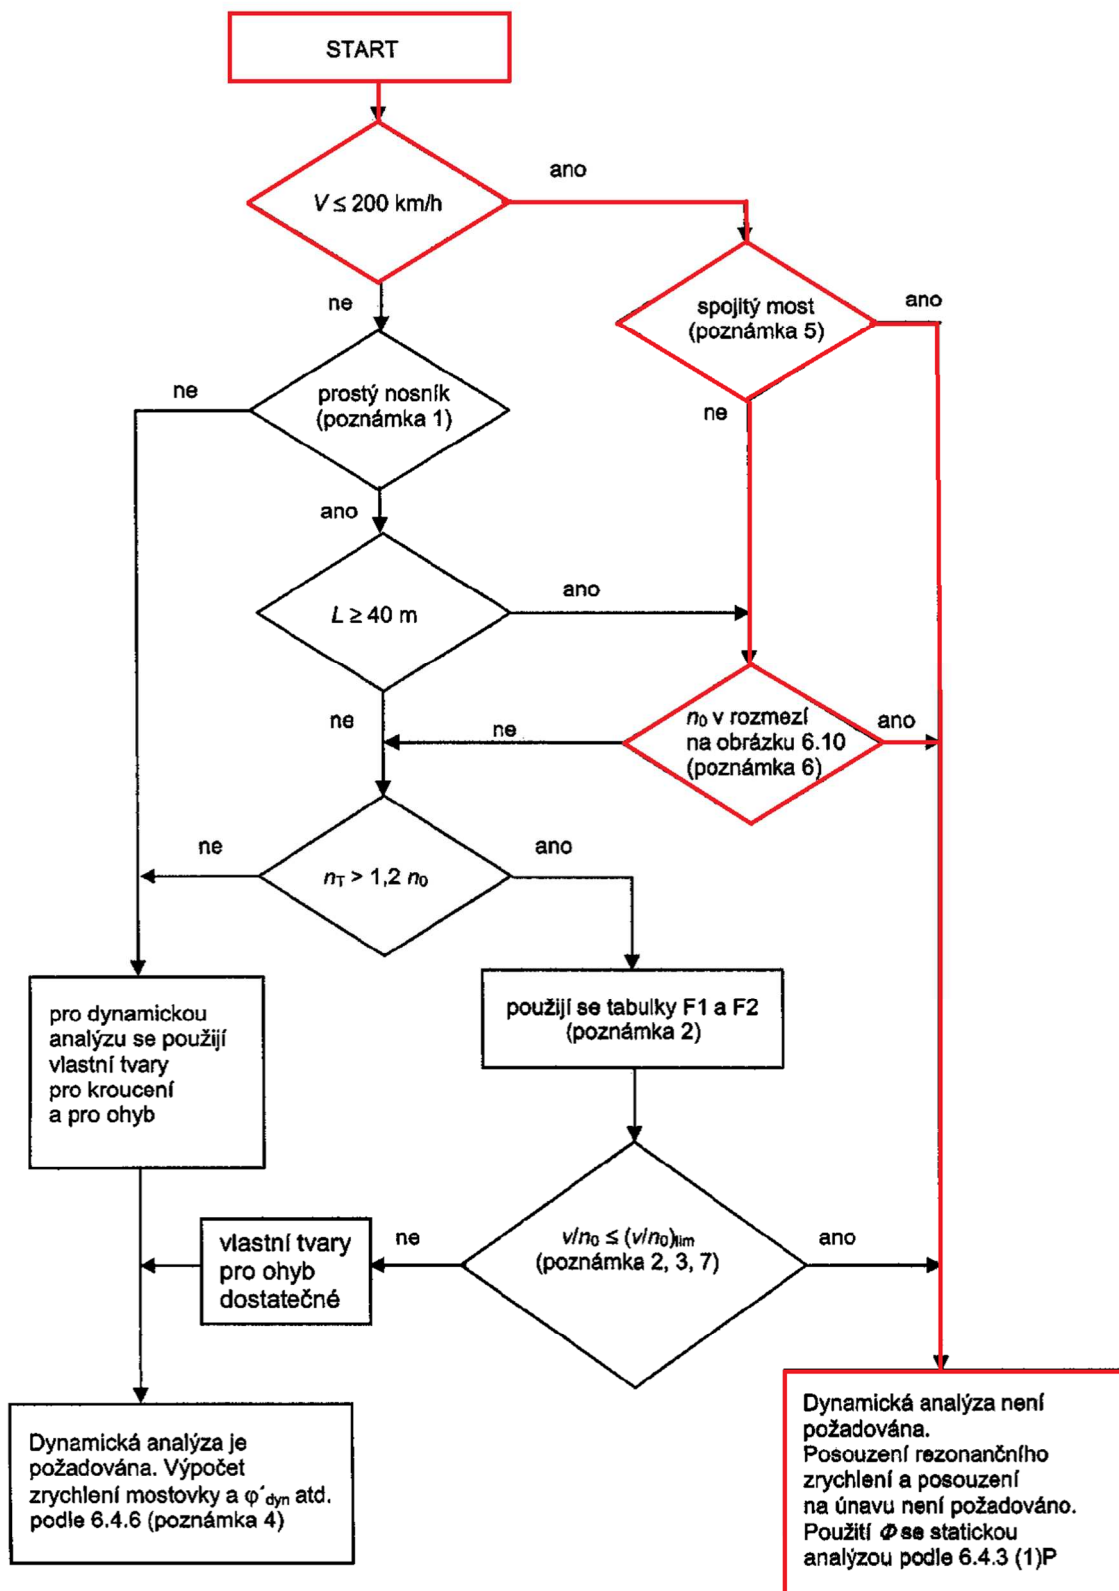 START
V ≤ 200 km/h
ano
ne
spojitý most
(poznámka 5)
ano
ne
prostý nosník
(poznámka 1)
ne
ano
L ≥ 40 m
ano
ne
n₀ v rozmezí
na obrázku 6.10
(poznámka 6)
ano
ne
n_T > 1,2 n₀
ne
ano
pro dynamickou
analýzu se použijí
vlastní tvary
pro kroucení
a pro ohyb
použijí se tabulky F1 a F2
(poznámka 2)
v/n₀ ≤ (v/n₀)lim
(poznámka 2, 3, 7)
ne
ano
vlastní tvary
pro ohyb
dostatečné
Dynamická analýza je
požadována. Výpočet
zrychlení mostovky a φ´dyn atd.
podle 6.4.6 (poznámka 4)
Dynamická analýza není
požadována.
Posouzení rezonančního
zrychlení a posouzení
na únavu není požadováno.
Použití Φ se statickou
analýzou podle 6.4.3 (1)P